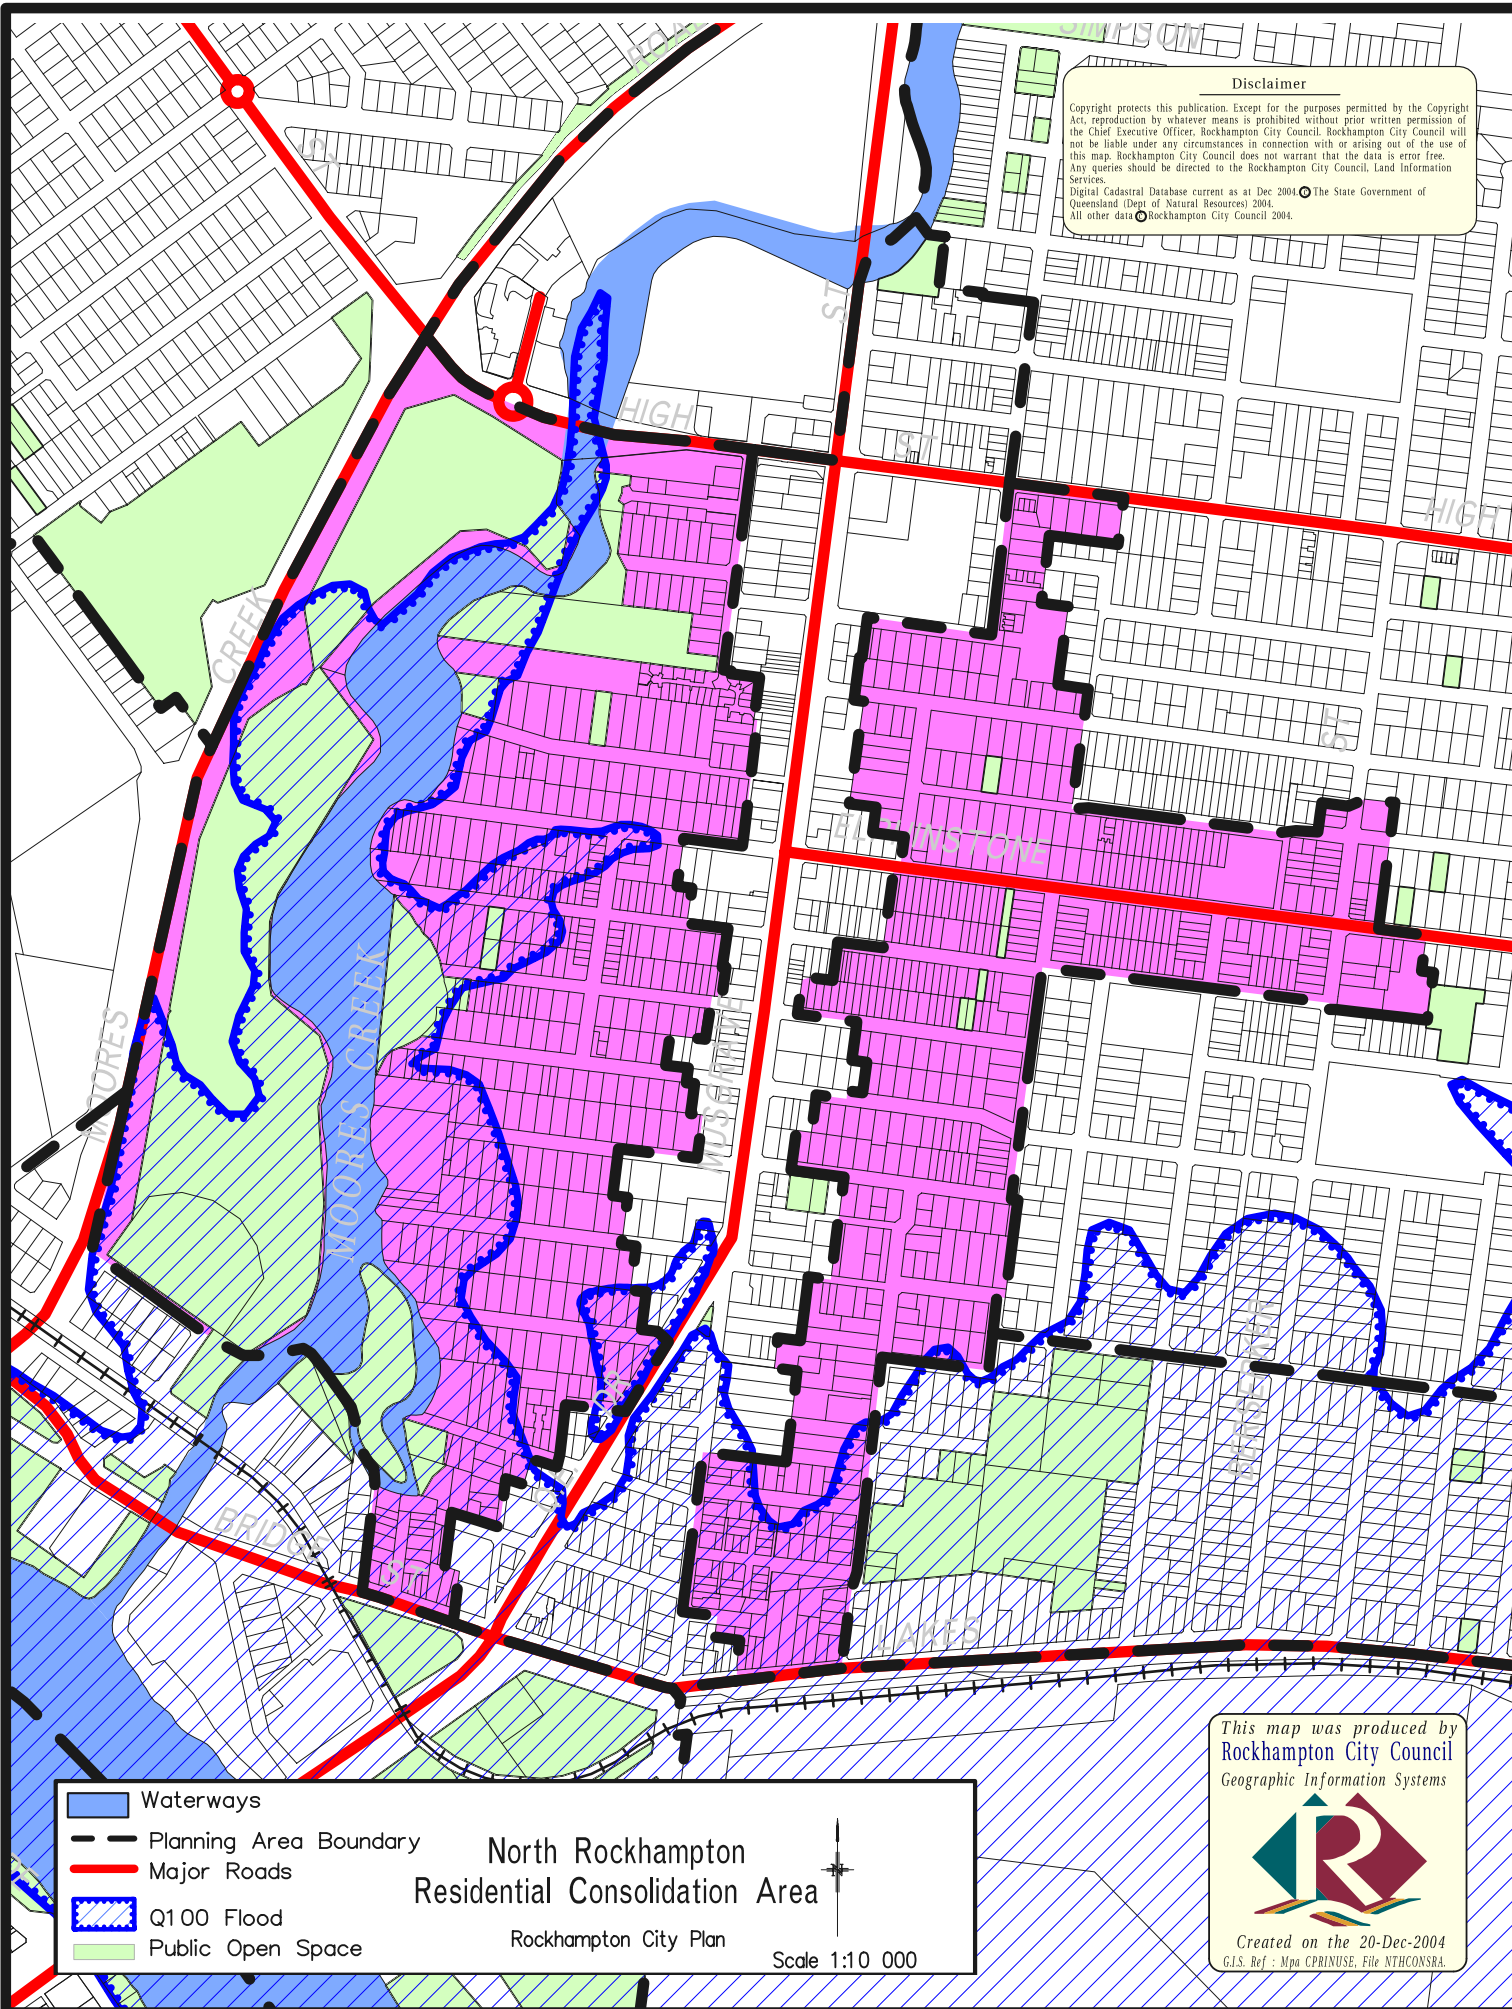 SIMPSON
ROAD
Disclaimer
Copyright protects this publication. Except for the purposes permitted by the Copyright
Act, reproduction by whatever means is prohibited without prior written permission of
the Chief Executive Officer, Rockhampton City Council. Rockhampton City Council will
not be liable under any circumstances in connection with or arising out of the use of
this map. Rockhampton City Council does not warrant that the data is error free.
Any queries should be directed to the Rockhampton City Council, Land Information
Services.
Digital Cadastral Database current as at Dec 2004. © The State Government of
Queensland (Dept of Natural Resources) 2004.
All other data © Rockhampton City Council 2004.
ST
ST
HIGH
ST
HIGH
CREEK
ST
ELPHINSTONE
MOORES
MOORES CREEK
MUSGRAVE
BERSERKER
DR
BRIDGE
ST
LAKES
This map was produced by
Rockhampton City Council
Geographic Information Systems
R
Created on the 20-Dec-2004
G.I.S. Ref : Mpa CPRINUSE, File NTHCONSRA.
Waterways
Planning Area Boundary
Major Roads
Q100 Flood
Public Open Space
North Rockhampton
Residential Consolidation Area
Rockhampton City Plan
N
Scale 1:10 000